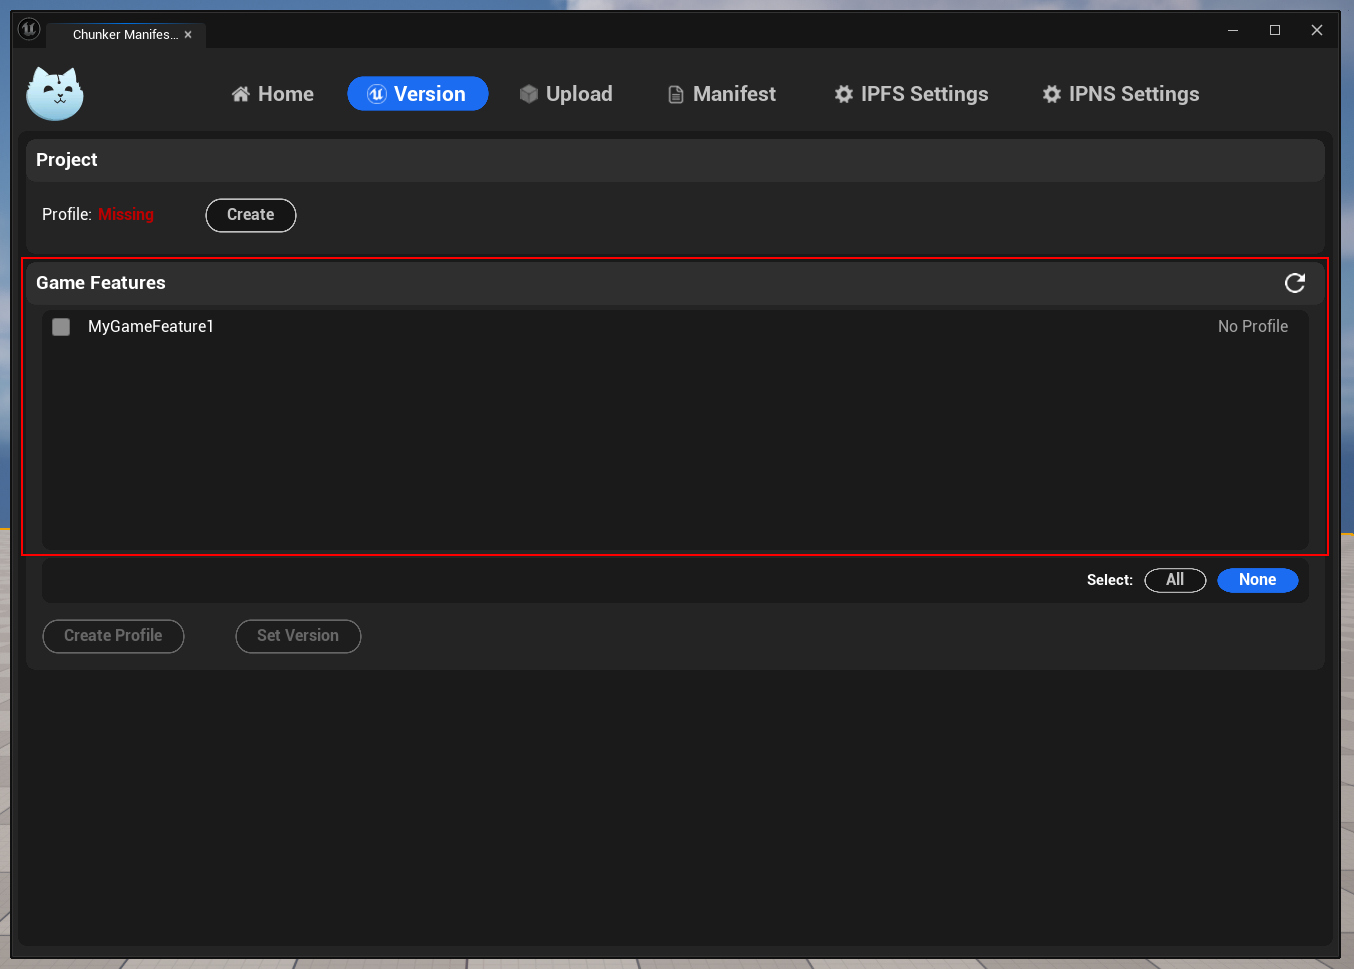 Chunker Manifes...
Home Version Upload Manifest IPFS Settings IPNS Settings
Project
Profile: Missing Create
Game Features
MyGameFeature1 No Profile
Select: All None
Create Profile Set Version